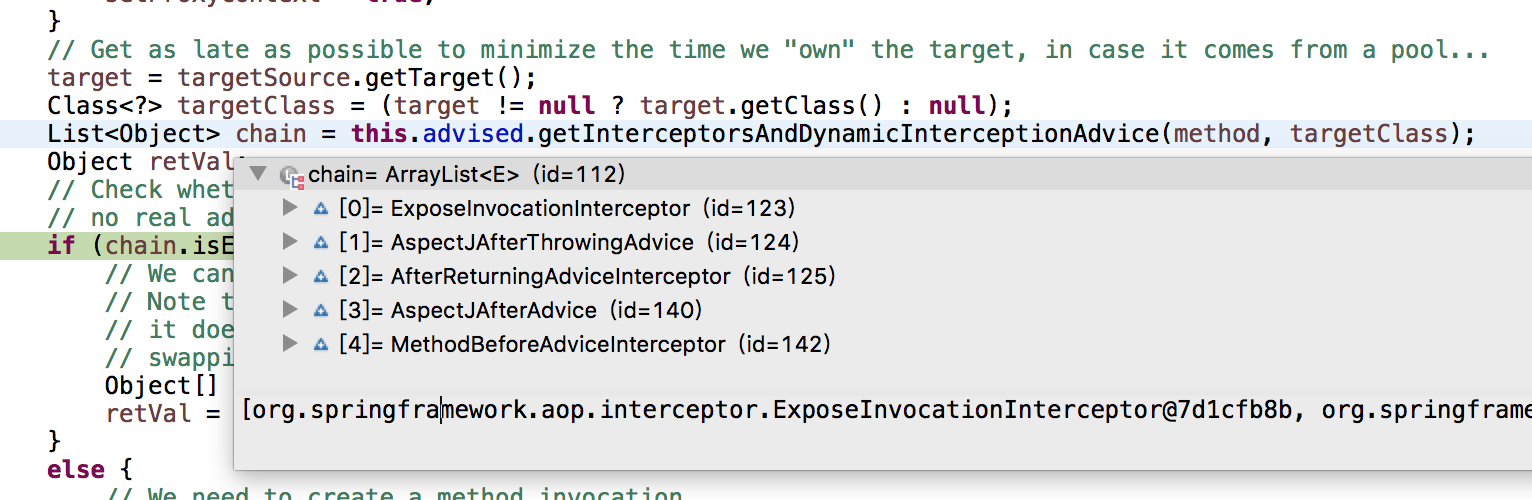 }
// Get as late as possible to minimize the time we "own" the target, in case it comes from a pool...
target = targetSource.getTarget();
Class<?> targetClass = (target != null ? target.getClass() : null);
List<Object> chain = this.advised.getInterceptorsAndDynamicInterceptionAdvice(method, targetClass);
Object retVal
chain= ArrayList<E> (id=112)
// Check whet
[0]= ExposeInvocationInterceptor (id=123)
// no real ad
[1]= AspectJAfterThrowingAdvice (id=124)
if (chain.isE
[2]= AfterReturningAdviceInterceptor (id=125)
// We can
// Note t
[3]= AspectJAfterAdvice (id=140)
// it doe
[4]= MethodBeforeAdviceInterceptor (id=142)
// swappi
Object[]
retVal =
[org.springframework.aop.interceptor.ExposeInvocationInterceptor@7d1cfb8b, org.springframe
}
else {
// We need to create a method invocation